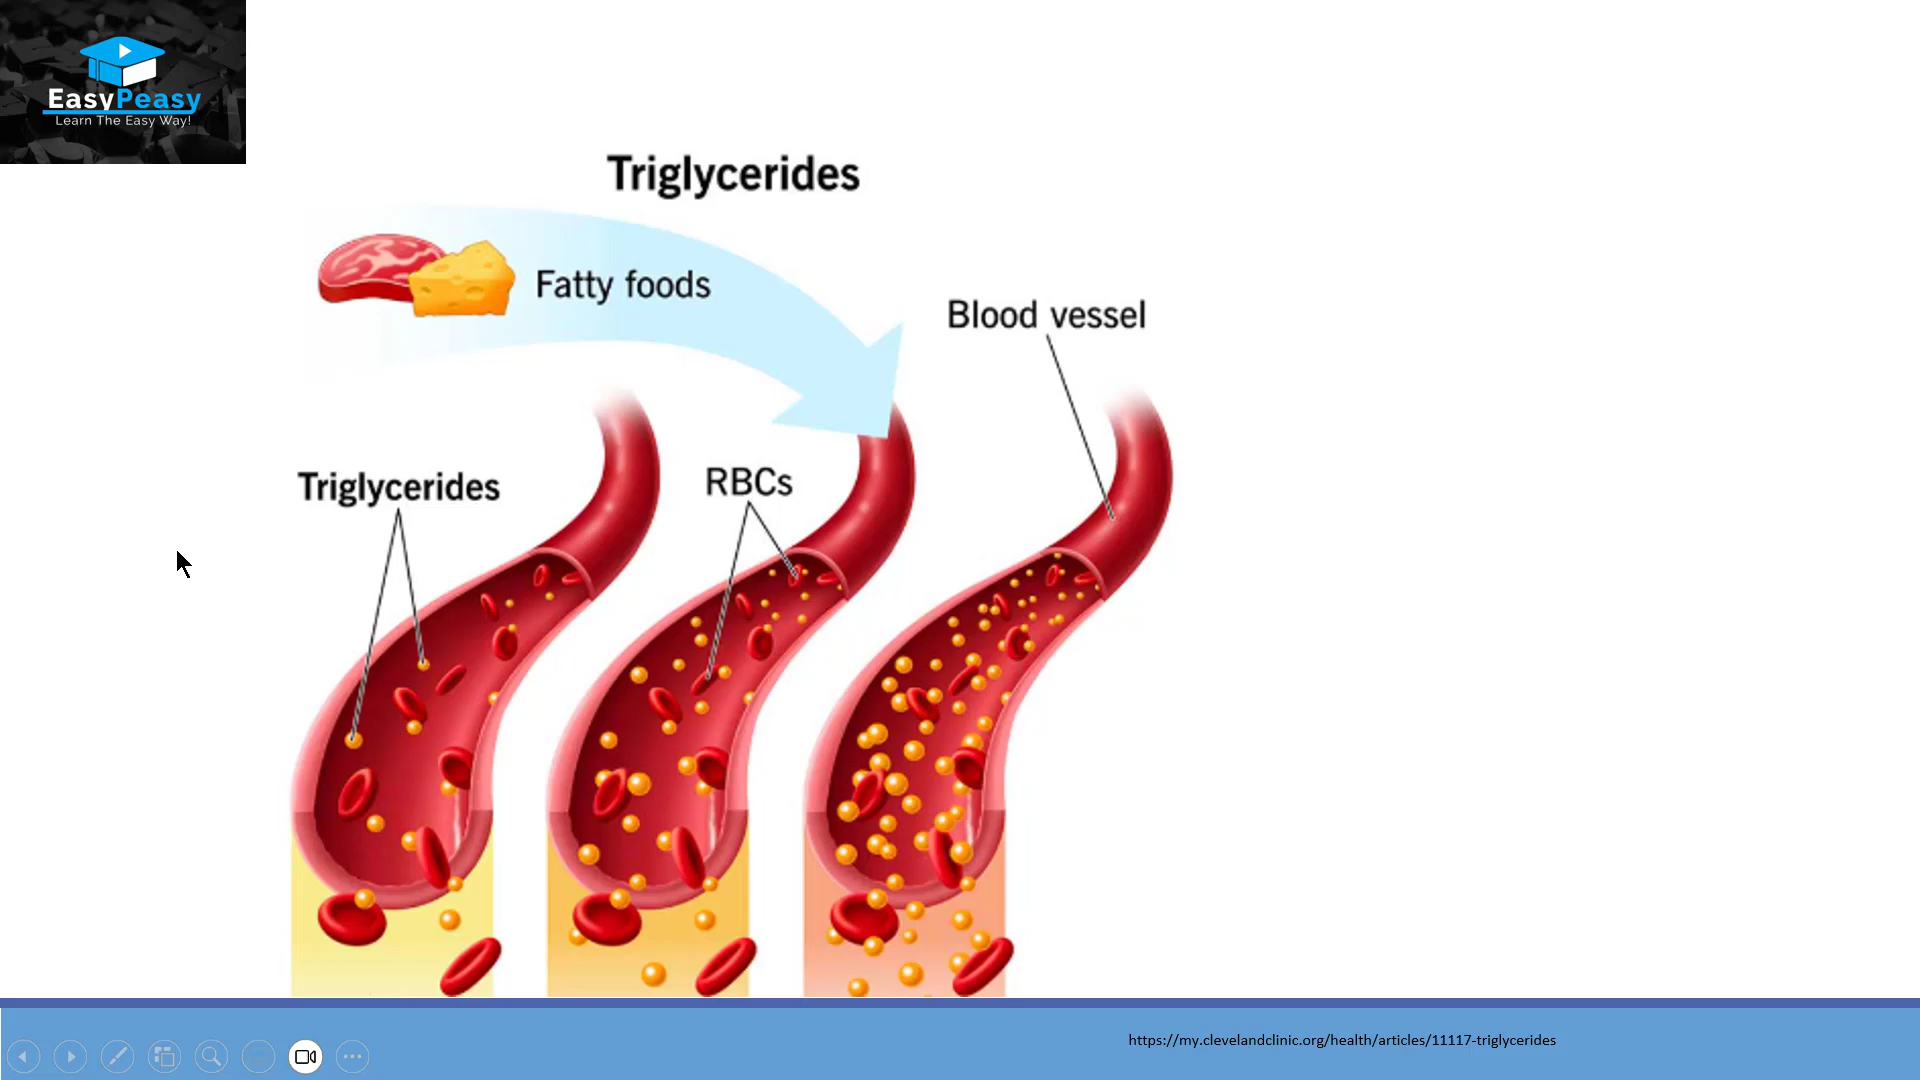 EasyPeasy
Learn The Easy Way!
Triglycerides
Fatty foods
Blood vessel
Triglycerides
RBCs
https://my.clevelandclinic.org/health/articles/11117-triglycerides